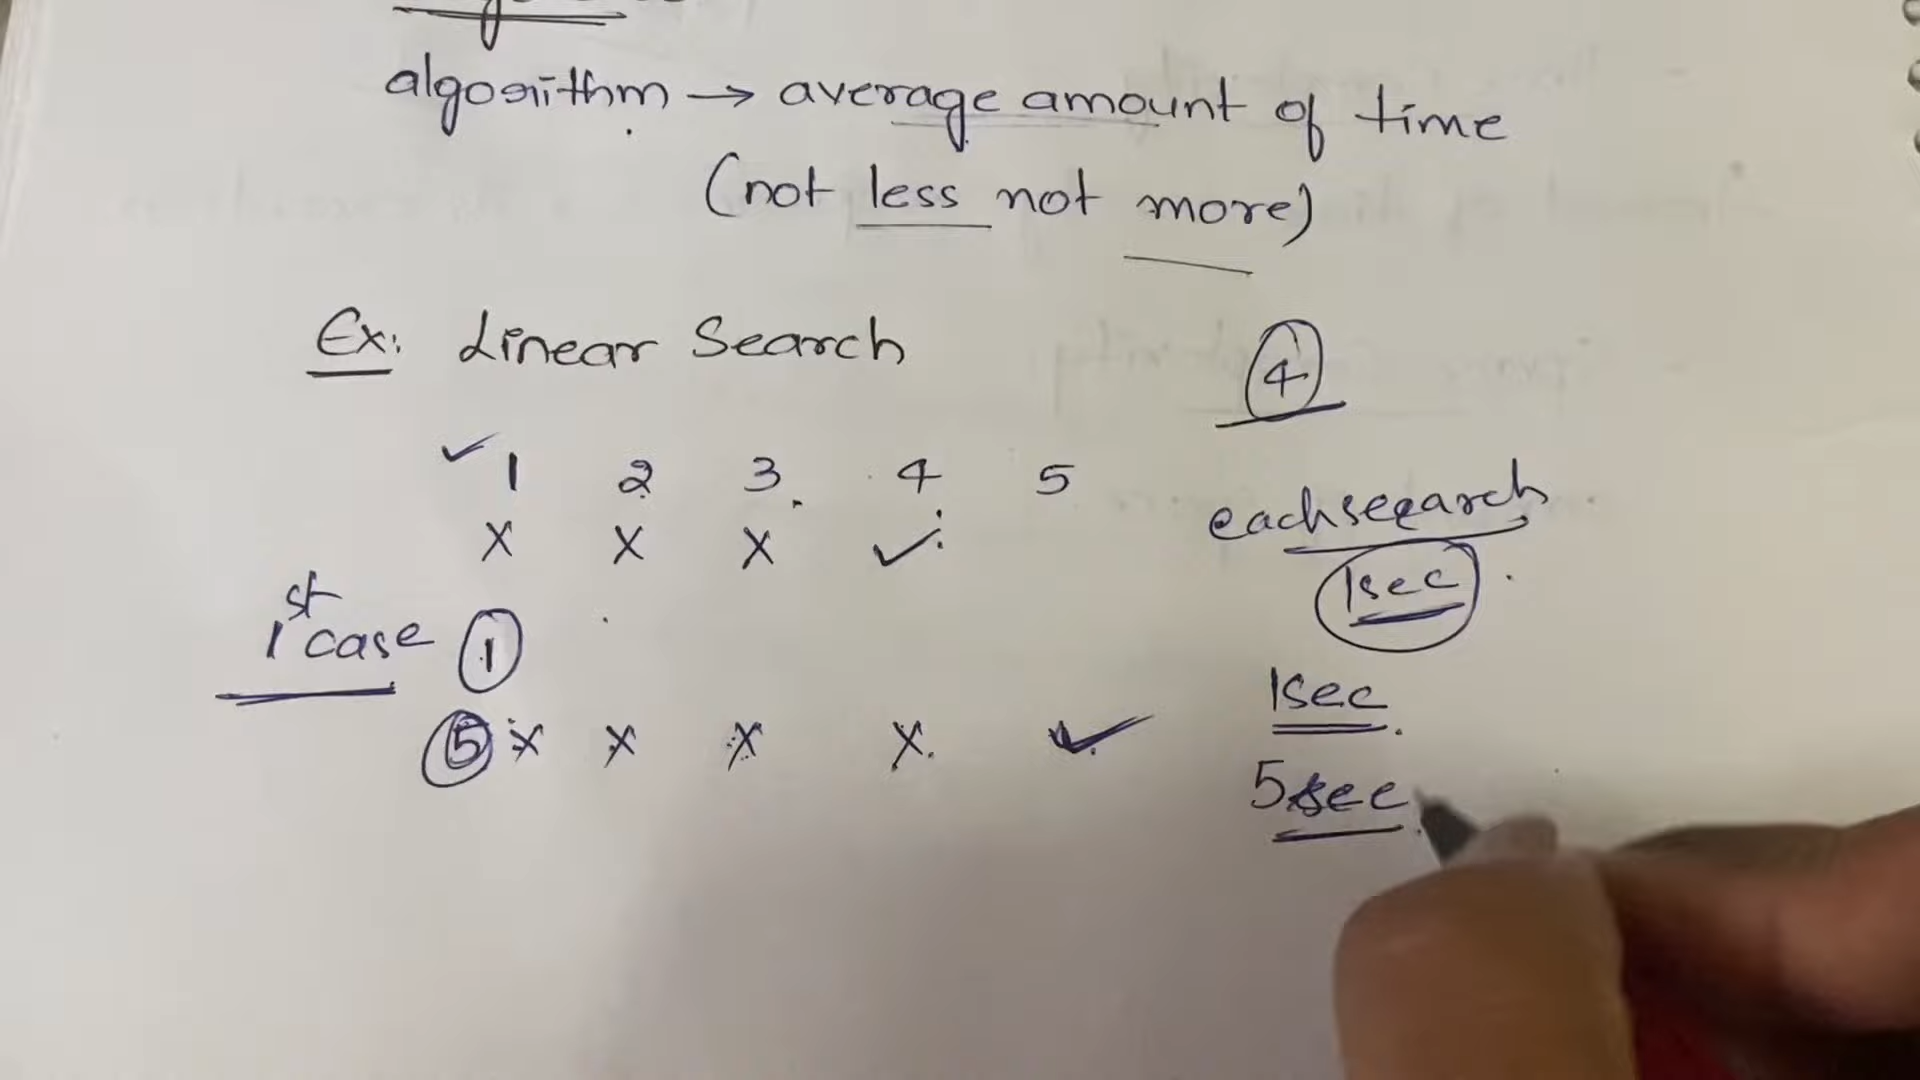 algorithm → average amount of time
(not less not more)
Ex: Linear Search
4
✓ 1 2 3 4 5
X X X ✓
each seearch
1sec
1st case 1
1sec
5 X X X X ✓
5sec